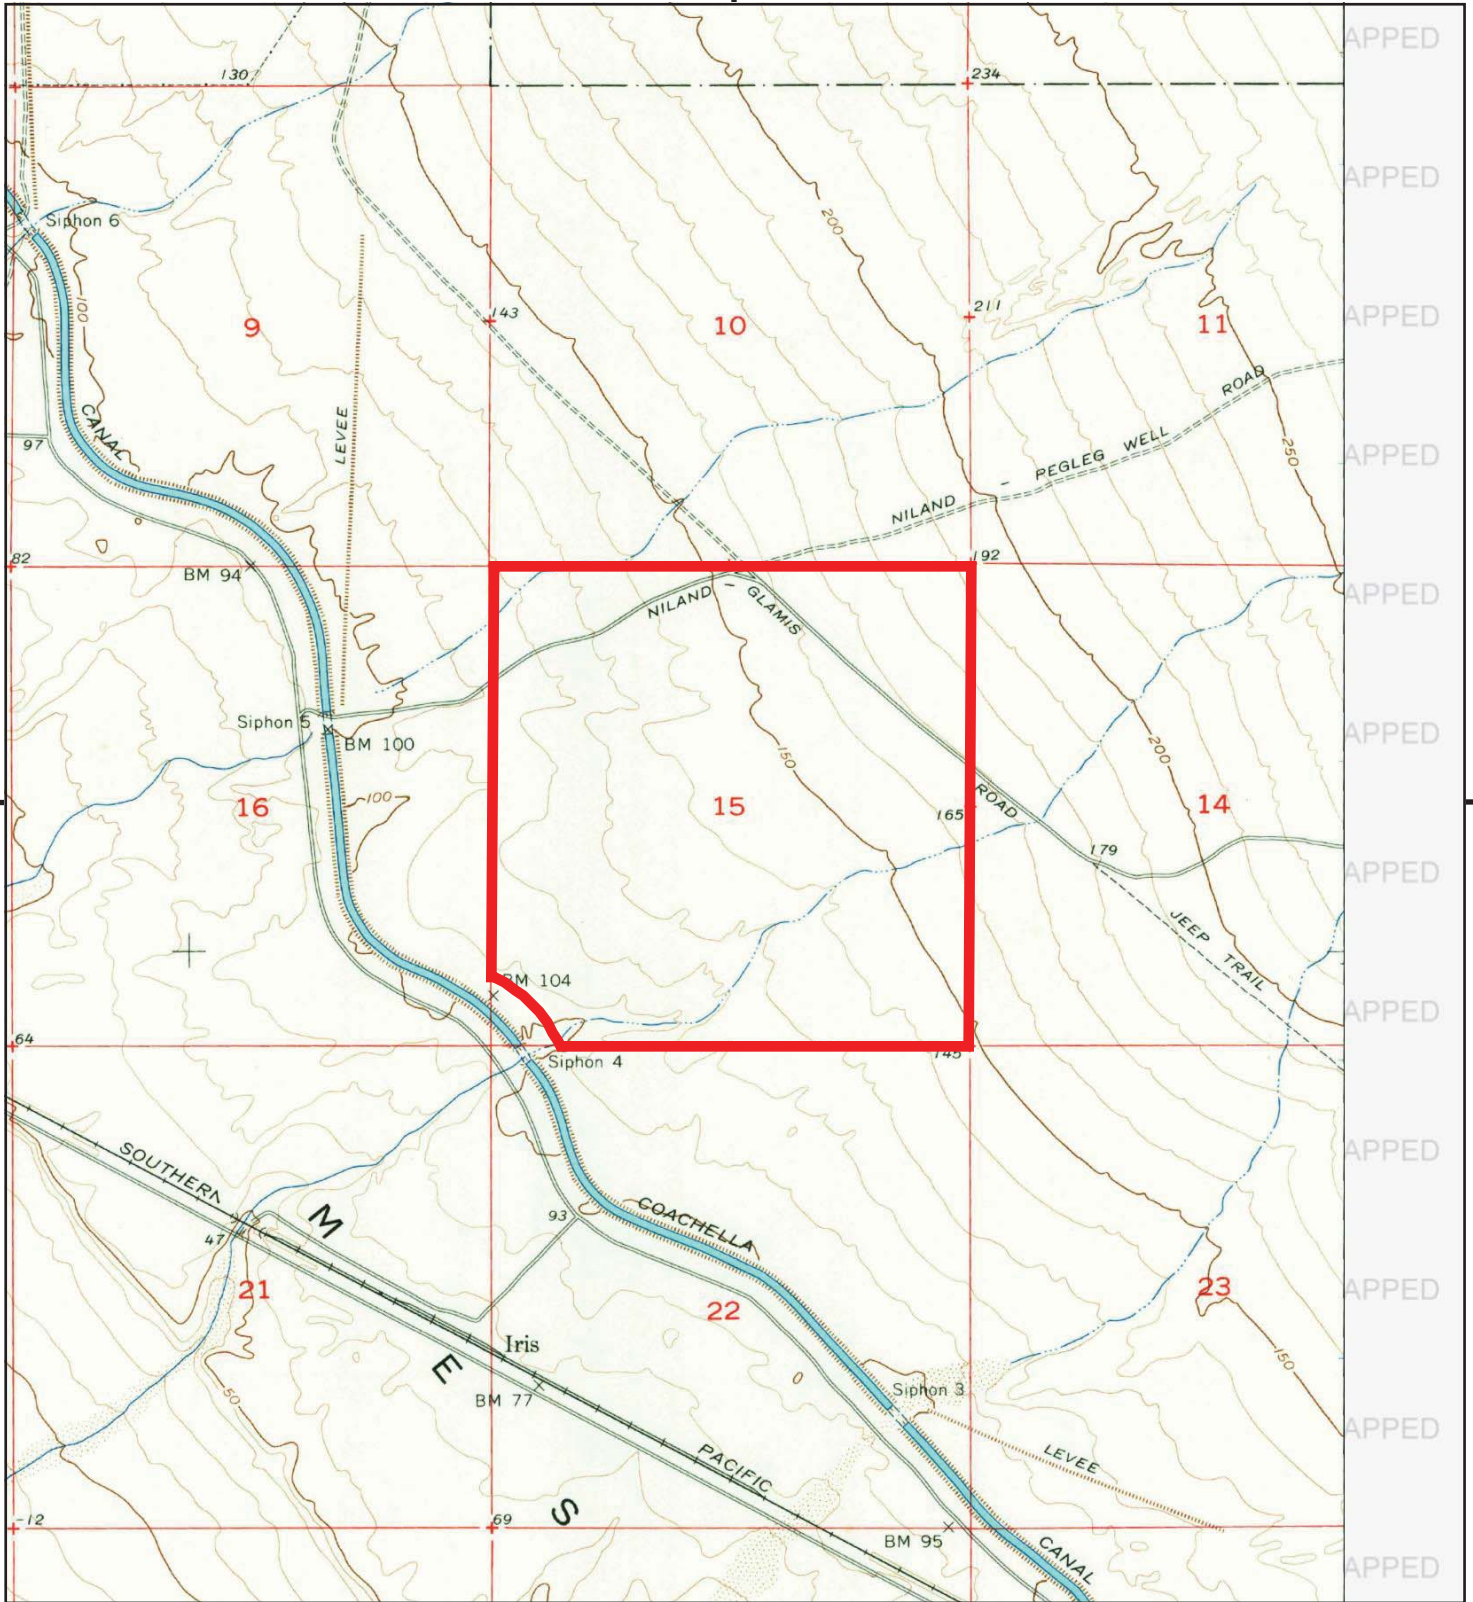 APPED
130
234
APPED
200
Siphon 6
100
143
211
APPED
9
10
11
ROAD
CANAL
LEVEE
97
PEGLEG WELL
250
APPED
NILAND -
82
BM 94
192
APPED
NILAND - GLAMIS
Siphon 5
BM 100
APPED
150
200
100
16
15
165
ROAD
14
179
APPED
JEEP TRAIL
BM 104
APPED
64
Siphon 4
145
APPED
SOUTHERN
M
93
COACHELLA
47
21
22
23
APPED
Iris
E
BM 77
50
150
Siphon 3
APPED
LEVEE
PACIFIC
S
-12
69
BM 95
CANAL
APPED